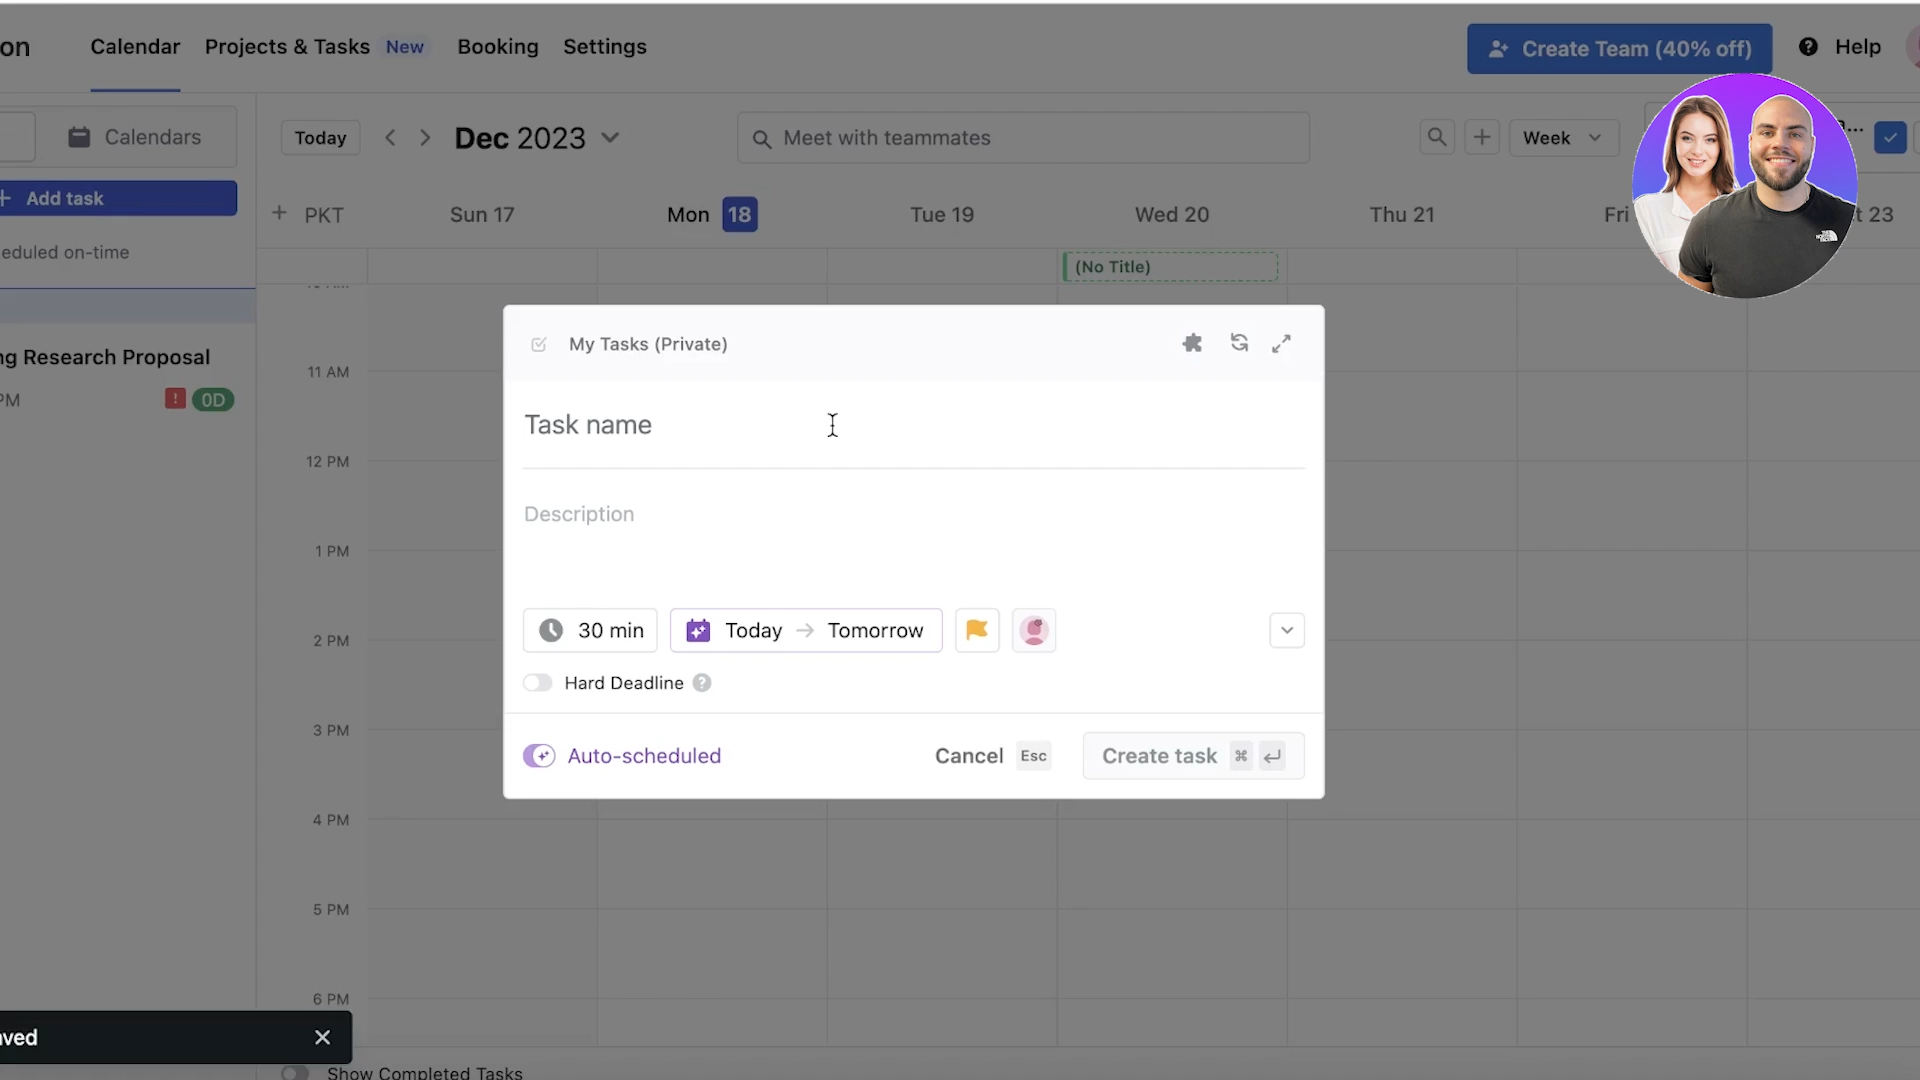 on
Calendar
Projects & Tasks New
Booking
Settings
Create Team (40% off)
Help
Calendars
Today
Dec 2023
Meet with teammates
Week
...
+ Add task
PKT
Sun 17
Mon 18
Tue 19
Wed 20
Thu 21
Fri
t 23
eduled on-time
(No Title)
ng Research Proposal
PM
! 0D
11 AM
12 PM
1 PM
2 PM
3 PM
4 PM
5 PM
6 PM
My Tasks (Private)
Task name
Description
30 min
Today → Tomorrow
Hard Deadline ?
Auto-scheduled
Cancel Esc
Create task ⌘ ↵
aved
Show Completed Tasks